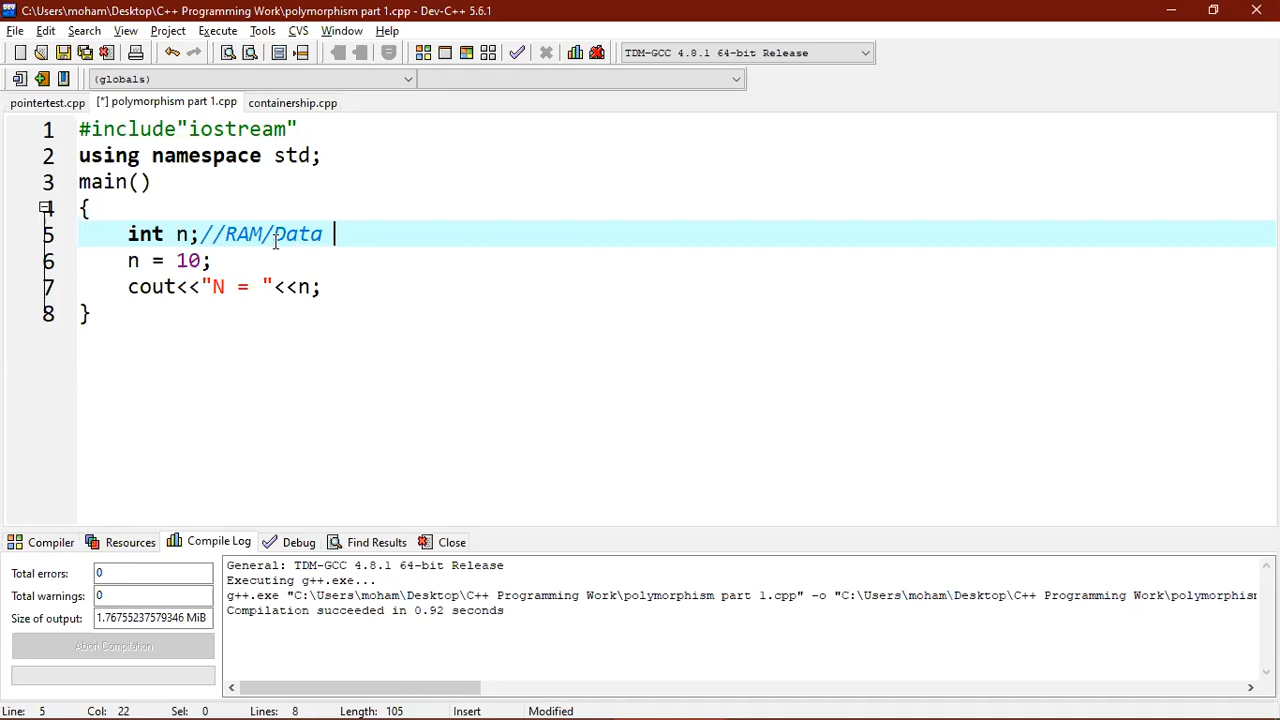 C:\Users\moham\Desktop\C++ Programming Work\polymorphism part 1.cpp - Dev-C++ 5.6.1
File Edit Search View Project Execute Tools CVS Window Help
TDM-GCC 4.8.1 64-bit Release
(globals)
pointertest.cpp [*] polymorphism part 1.cpp containership.cpp
1 #include"iostream"
2 using namespace std;
3 main()
4 {
5 int n;//RAM/Data
6 n = 10;
7 cout<<"N = "<<n;
8 }
Compiler Resources Compile Log Debug Find Results Close
Total errors: 0
Total warnings: 0
Size of output: 1.76755237579346 MiB
Abort Compilation
General: TDM-GCC 4.8.1 64-bit Release
Executing g++.exe...
g++.exe "C:\Users\moham\Desktop\C++ Programming Work\polymorphism part 1.cpp" -o "C:\Users\moham\Desktop\C++ Programming Work\polymorphism
Compilation succeeded in 0.92 seconds
Line: 5 Col: 22 Sel: 0 Lines: 8 Length: 105 Insert Modified